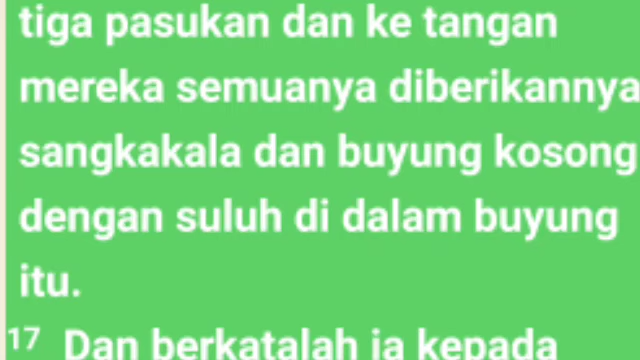 tiga pasukan dan ke tangan
mereka semuanya diberikannya
sangkakala dan buyung kosong
dengan suluh di dalam buyung
itu.
17 Dan berkatalah ia kepada